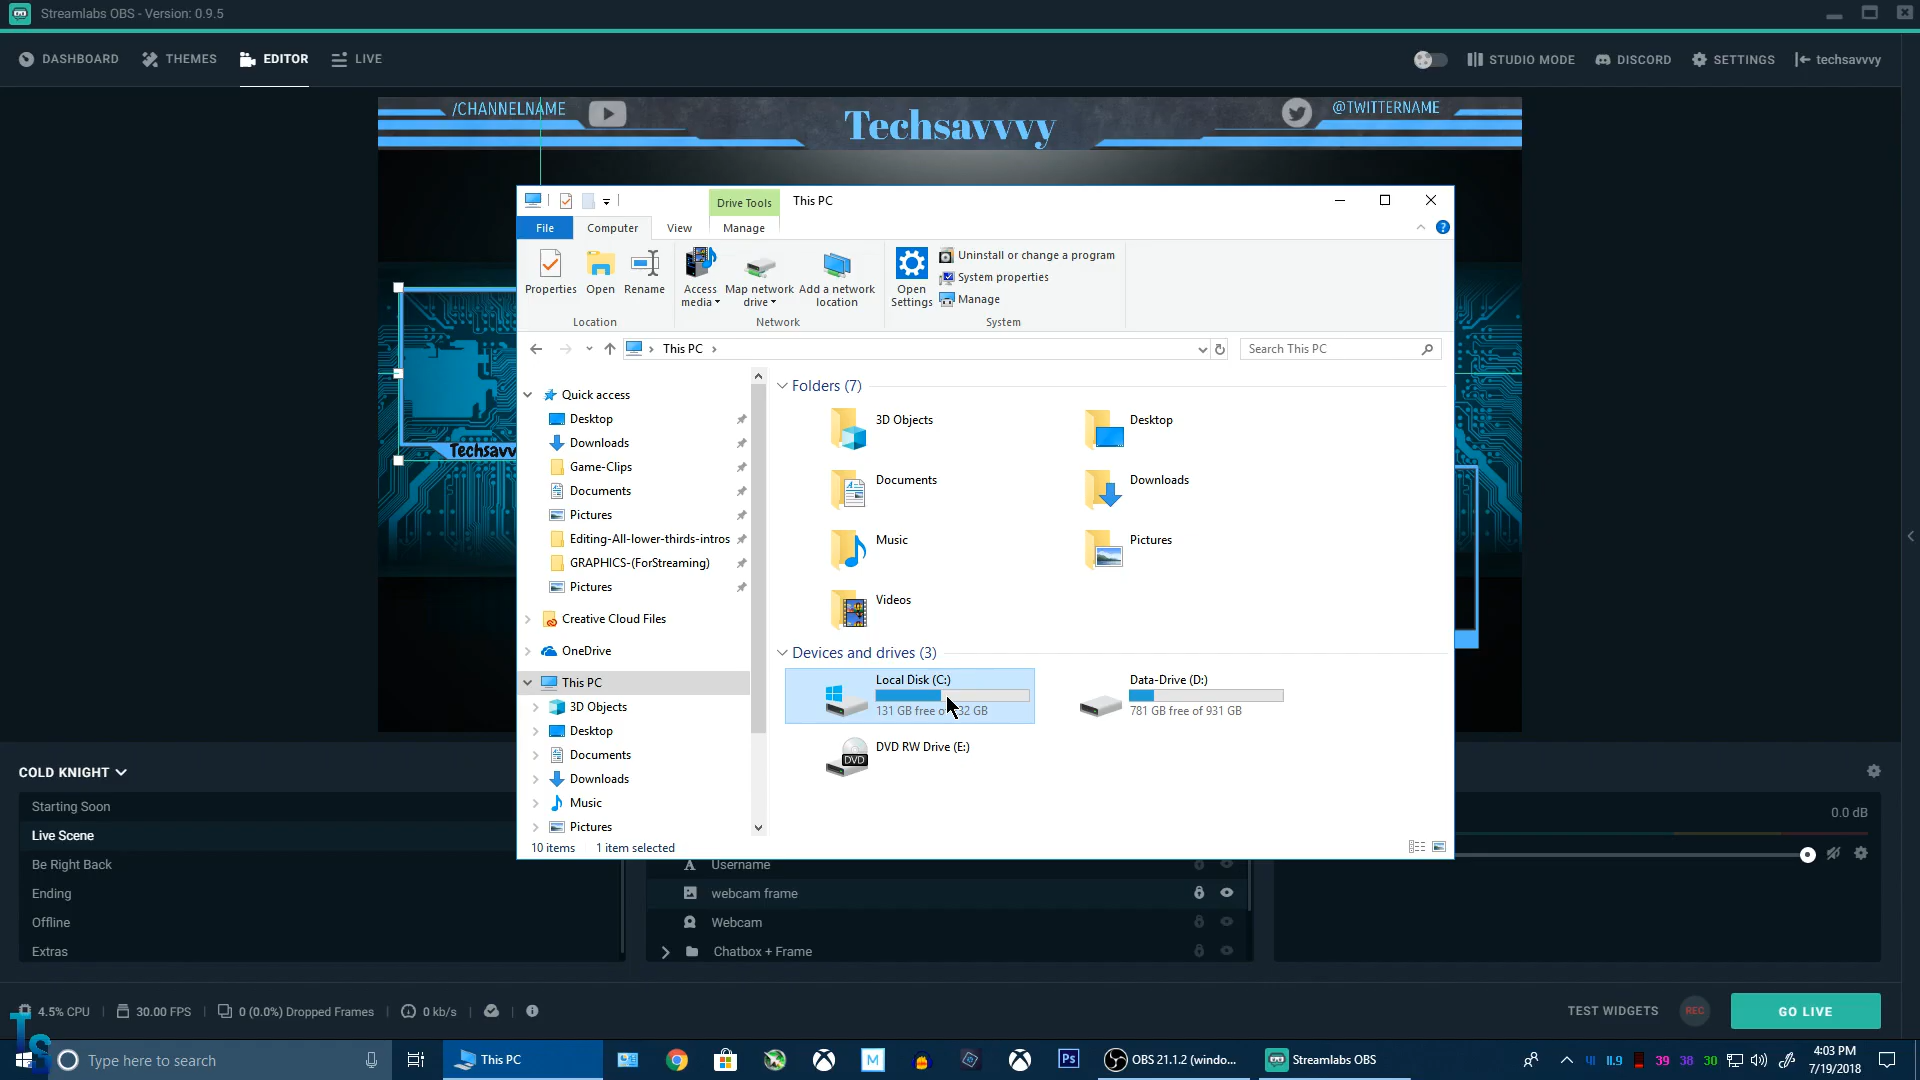 Streamlabs OBS - Version: 0.9.5
DASHBOARD
THEMES
EDITOR
LIVE
STUDIO MODE
DISCORD
SETTINGS
techsavvvy
/CHANNELNAME
Techsavvvy
@TWITTERNAME
Drive Tools
This PC
File
Computer
View
Manage
Properties
Open
Rename
Access media
Map network drive
Add a network location
Open Settings
Uninstall or change a program
System properties
Manage
Location
Network
System
This PC
Search This PC
Quick access
Desktop
Downloads
Game-Clips
Documents
Pictures
Editing-All-lower-thirds-intros
GRAPHICS-(ForStreaming)
Pictures
Creative Cloud Files
OneDrive
This PC
3D Objects
Desktop
Documents
Downloads
Music
Pictures
Folders (7)
3D Objects
Desktop
Documents
Downloads
Music
Pictures
Videos
Devices and drives (3)
Local Disk (C:)
131 GB free 32 GB
Data-Drive (D:)
781 GB free of 931 GB
DVD
DVD RW Drive (E:)
10 items
1 item selected
Techsavv
COLD KNIGHT
Starting Soon
Live Scene
Be Right Back
Ending
Offline
Extras
Username
webcam frame
Webcam
Chatbox + Frame
0.0 dB
4.5% CPU
30.00 FPS
0 (0.0%) Dropped Frames
0 kb/s
TEST WIDGETS
REC
GO LIVE
TS
Type here to search
This PC
M
Ps
OBS 21.1.2 (windo...
Streamlabs OBS
39
38
30
4:03 PM
7/19/2018